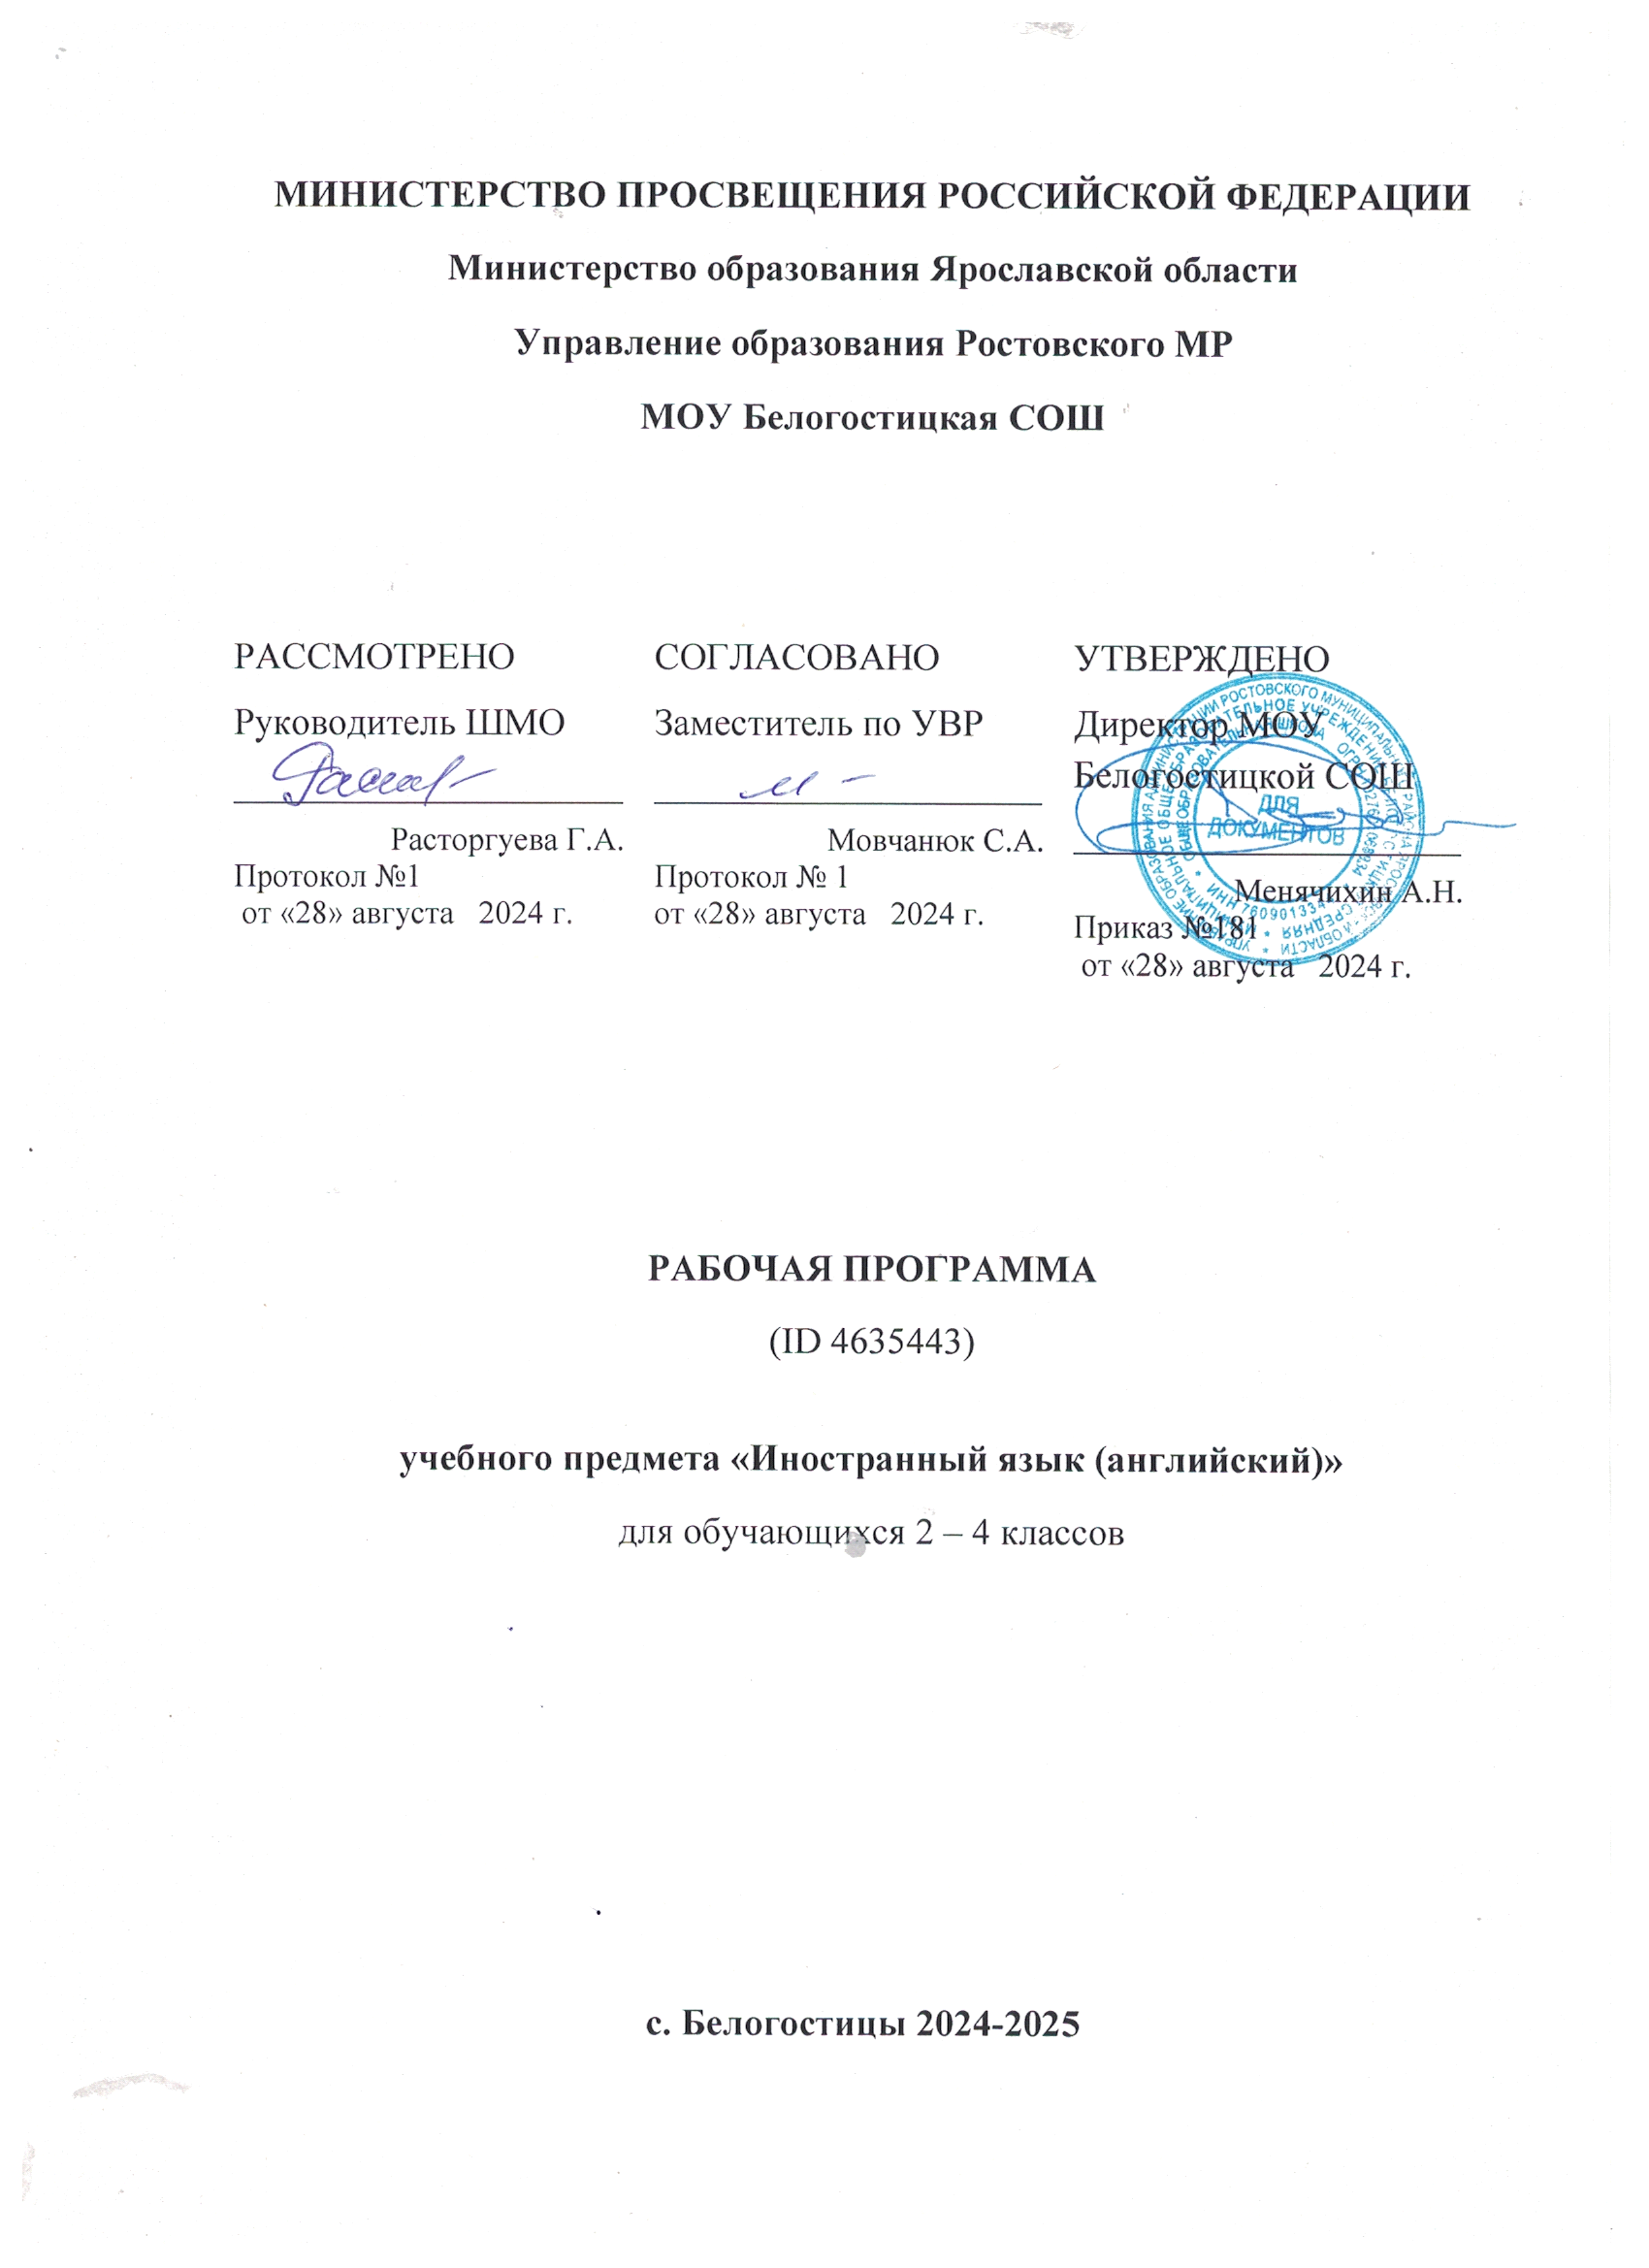 МИНИСТЕРСТВО ПРОСВЕЩЕНИЯ РОССИЙСКОЙ ФЕДЕРАЦИИ
Министерство образования Ярославской области
Управление образования Ростовского МР
МОУ Белогостицкая СОШ
РАССМОТРЕНО
Руководитель ШМО
Расторгуева Г.А.
Протокол №1
от «28» августа 2024 г.
СОГЛАСОВАНО
Заместитель по УВР
Мовчанюк С.А.
Протокол № 1
от «28» августа 2024 г.
УТВЕРЖДЕНО
Директор МОУ
Белогостицкой СОШ
Менячихин А.Н.
Приказ №181
от «28» августа 2024 г.
ДЛЯ
ДОКУМЕНТОВ
РАБОЧАЯ ПРОГРАММА
(ID 4635443)
учебного предмета «Иностранный язык (английский)»
для обучающихся 2 – 4 классов
с. Белогостицы 2024-2025